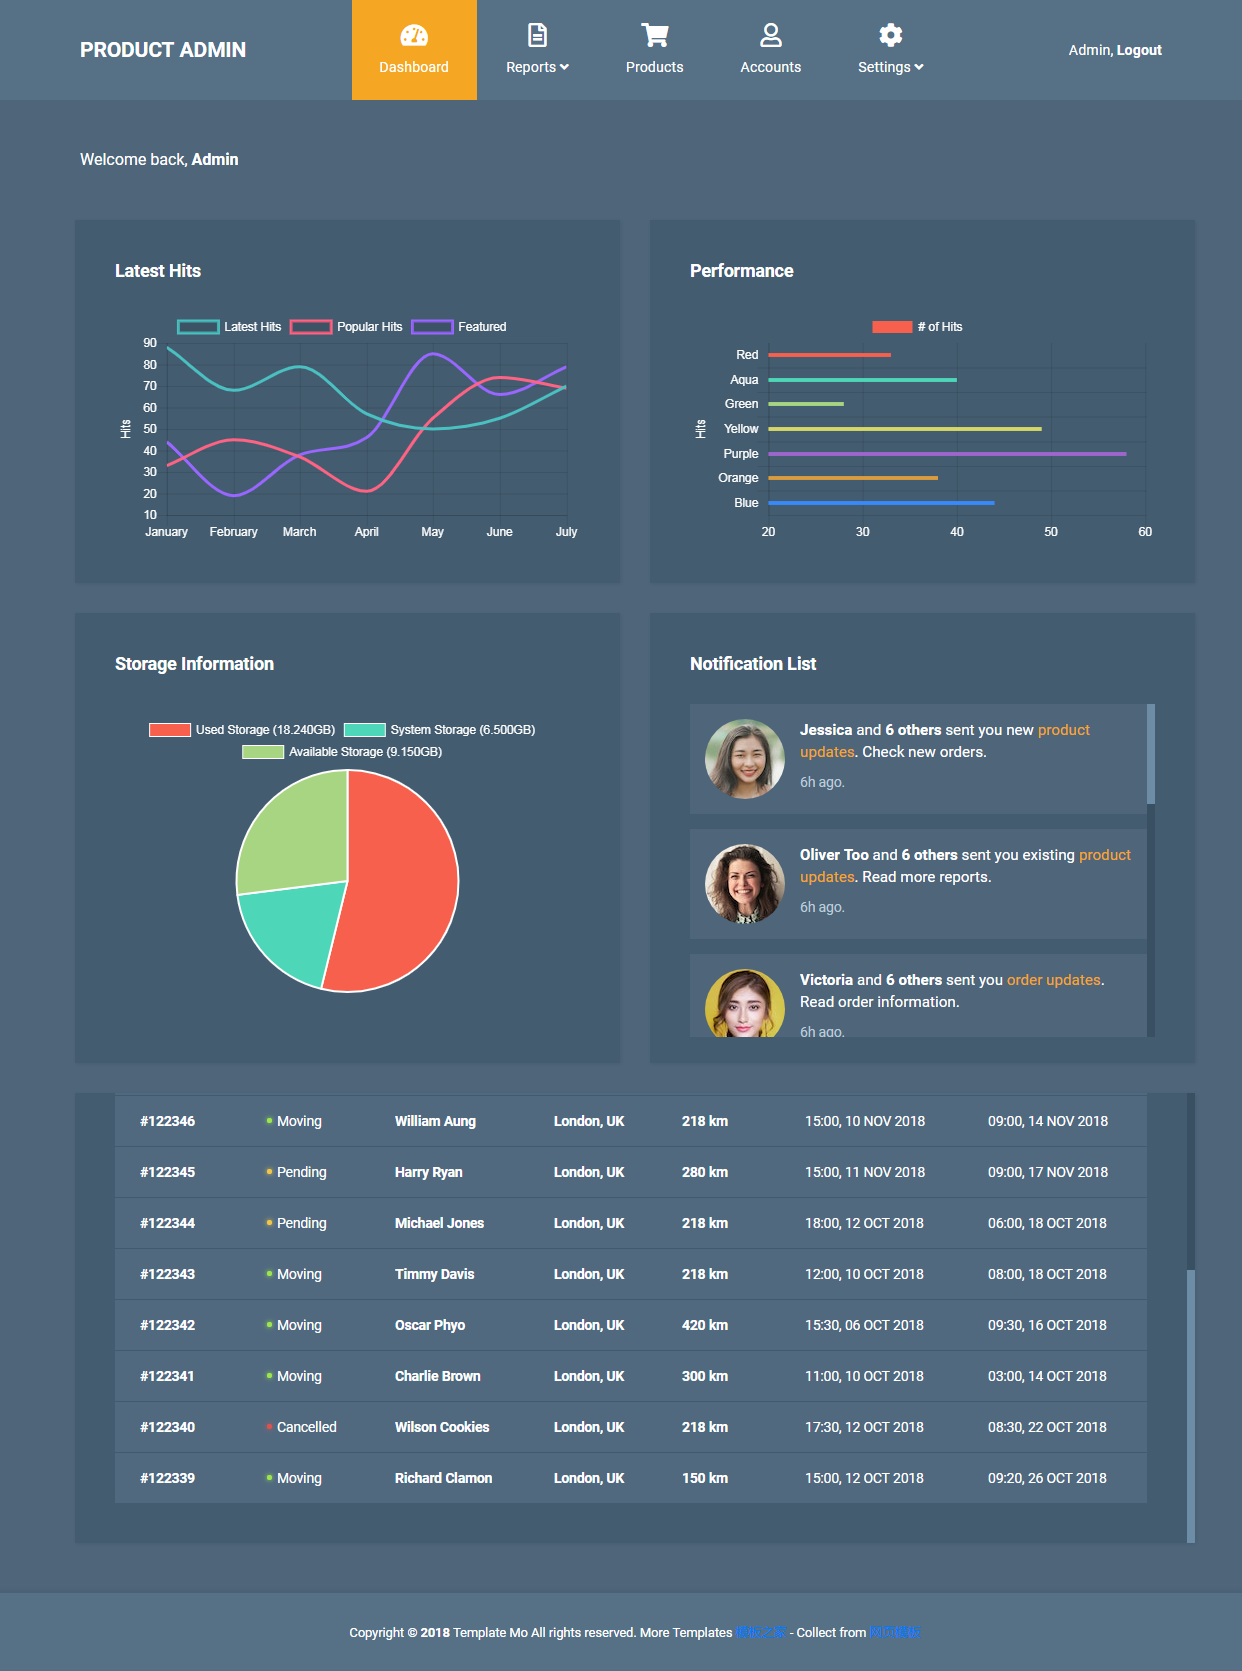 PRODUCT ADMIN
Dashboard
Reports
Products
Accounts
Settings
Admin, Logout
Welcome back, Admin
Latest Hits
Latest Hits Popular Hits Featured
90
80
70
60
50
40
30
20
10
Hits
January February March April May June July
Performance
# of Hits
Red
Aqua
Green
Yellow
Purple
Orange
Blue
Hits
20 30 40 50 60
Storage Information
Used Storage (18.240GB) System Storage (6.500GB)
Available Storage (9.150GB)
Notification List
Jessica and 6 others sent you new product
updates. Check new orders.
6h ago.
Oliver Too and 6 others sent you existing product
updates. Read more reports.
6h ago.
Victoria and 6 others sent you order updates.
Read order information.
6h ago.
#122346 Moving William Aung London, UK 218 km 15:00, 10 NOV 2018 09:00, 14 NOV 2018
#122345 Pending Harry Ryan London, UK 280 km 15:00, 11 NOV 2018 09:00, 17 NOV 2018
#122344 Pending Michael Jones London, UK 218 km 18:00, 12 OCT 2018 06:00, 18 OCT 2018
#122343 Moving Timmy Davis London, UK 218 km 12:00, 10 OCT 2018 08:00, 18 OCT 2018
#122342 Moving Oscar Phyo London, UK 420 km 15:30, 06 OCT 2018 09:30, 16 OCT 2018
#122341 Moving Charlie Brown London, UK 300 km 11:00, 10 OCT 2018 03:00, 14 OCT 2018
#122340 Cancelled Wilson Cookies London, UK 218 km 17:30, 12 OCT 2018 08:30, 22 OCT 2018
#122339 Moving Richard Clamon London, UK 150 km 15:00, 12 OCT 2018 09:20, 26 OCT 2018
Copyright © 2018 Template Mo All rights reserved. More Templates - Collect from